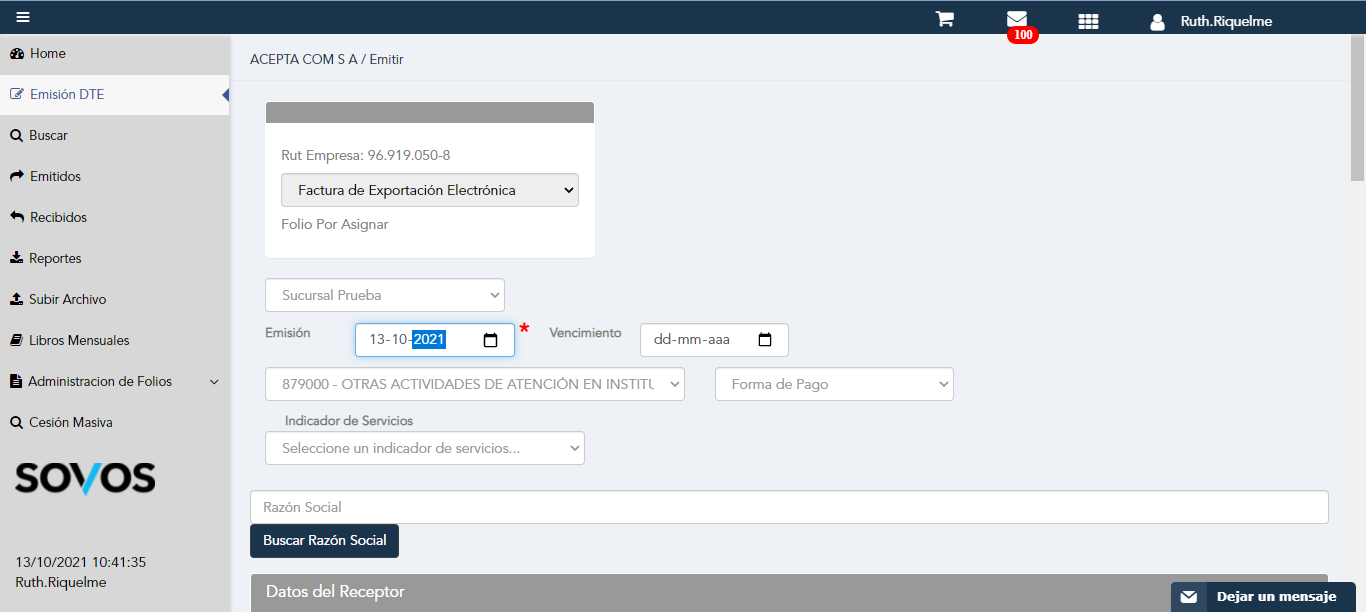 100
Ruth.Riquelme
Home
Emisión DTE
Buscar
Emitidos
Recibidos
Reportes
Subir Archivo
Libros Mensuales
Administracion de Folios
Cesión Masiva
SOVOS
13/10/2021 10:41:35
Ruth.Riquelme
ACEPTA COM S A / Emitir
Rut Empresa: 96.919.050-8
Factura de Exportación Electrónica
Folio Por Asignar
Sucursal Prueba
Emisión 13-10-2021 * Vencimiento dd-mm-aaa
879000 - OTRAS ACTIVIDADES DE ATENCIÓN EN INSTITU Forma de Pago
Indicador de Servicios
Seleccione un indicador de servicios...
Razón Social
Buscar Razón Social
Datos del Receptor
Dejar un mensaje